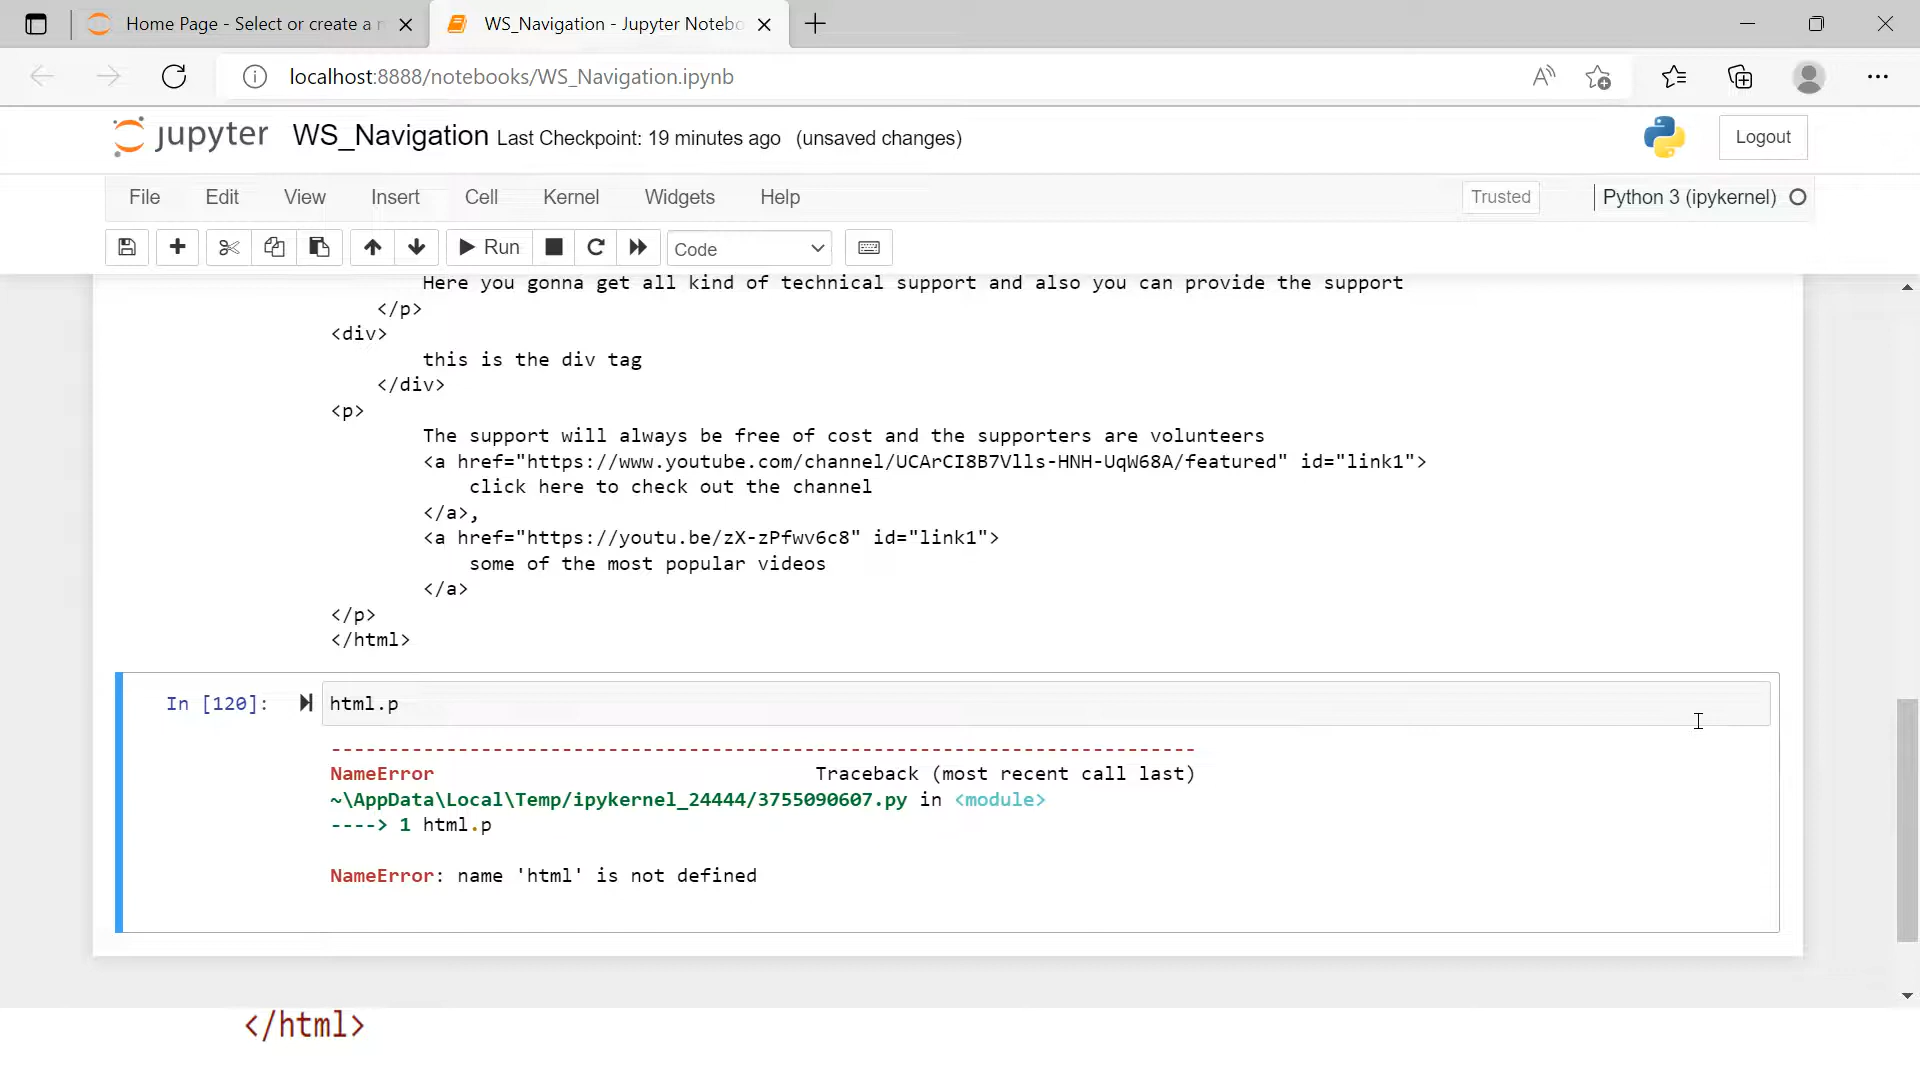 Home Page - Select or create a n
WS_Navigation - Jupyter Notebo
localhost:8888/notebooks/WS_Navigation.ipynb
jupyter WS_Navigation Last Checkpoint: 19 minutes ago (unsaved changes)
Logout
File Edit View Insert Cell Kernel Widgets Help
Trusted
Python 3 (ipykernel)
Run
Code
Here you gonna get all kind of technical support and also you can provide the support
</p>
<div>
this is the div tag
</div>
<p>
The support will always be free of cost and the supporters are volunteers
<a href="https://www.youtube.com/channel/UCArCI8B7Vlls-HNH-UqW68A/featured" id="link1">
click here to check out the channel
</a>,
<a href="https://youtu.be/zX-zPfwv6c8" id="link1">
some of the most popular videos
</a>
</p>
</html>
In [120]: html.p
---------------------------------------------------------------------------
NameError Traceback (most recent call last)
~\AppData\Local\Temp/ipykernel_24444/3755090607.py in <module>
----> 1 html.p
NameError: name 'html' is not defined
</html>